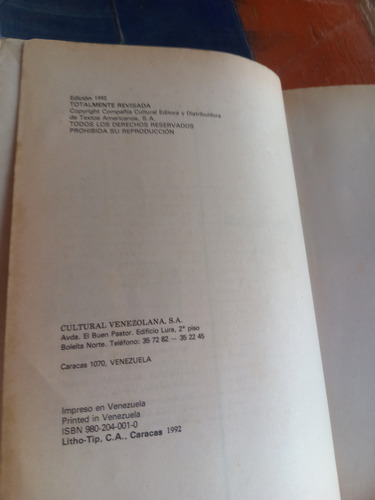 Edición 1992
TOTALMENTE REVISADA
Copyright Compañía Cultural Editora y Distribuidora
de Textos Americanos, S.A.
TODOS LOS DERECHOS RESERVADOS
PROHIBIDA SU REPRODUCCIÓN
CULTURAL VENEZOLANA, S.A.
Avda. El Buen Pastor. Edificio Lura, 2º piso
Boleíta Norte. Teléfono: 35 72 82 — 35 22 45
Caracas 1070, VENEZUELA
Impreso en Venezuela
Printed in Venezuela
ISBN 980-204-001-0
Litho-Tip, C.A., Caracas 1992